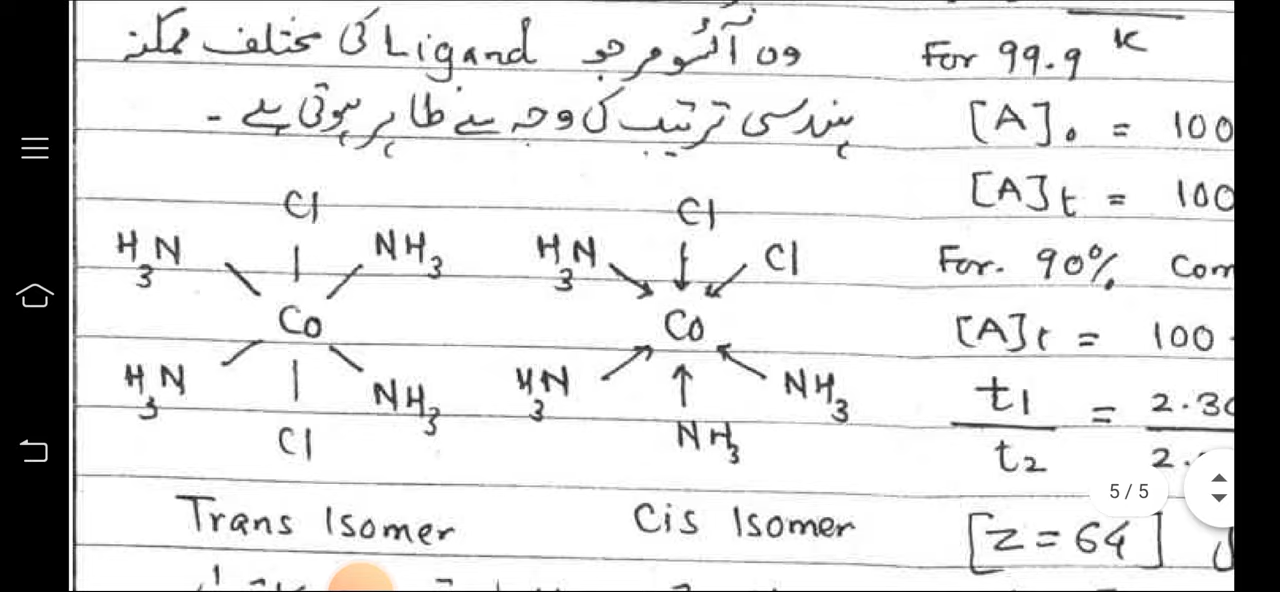 وہ آئسومر جو Ligand کی مختلف ممکنہ
ہندسی ترتیب کی وجہ سے ظاہر ہوتی ہے -
Cl
H3N NH3
Co
H3N NH3
Cl
Trans Isomer
Cl
H3N Cl
Co
H3N NH3
NH3
Cis Isomer
K
For 99.9
[A]o = 100
[A]t = 100
For. 90% Com
[A]t = 100
t1 = 2.30
t2 2.
5/5
[Z = 64]